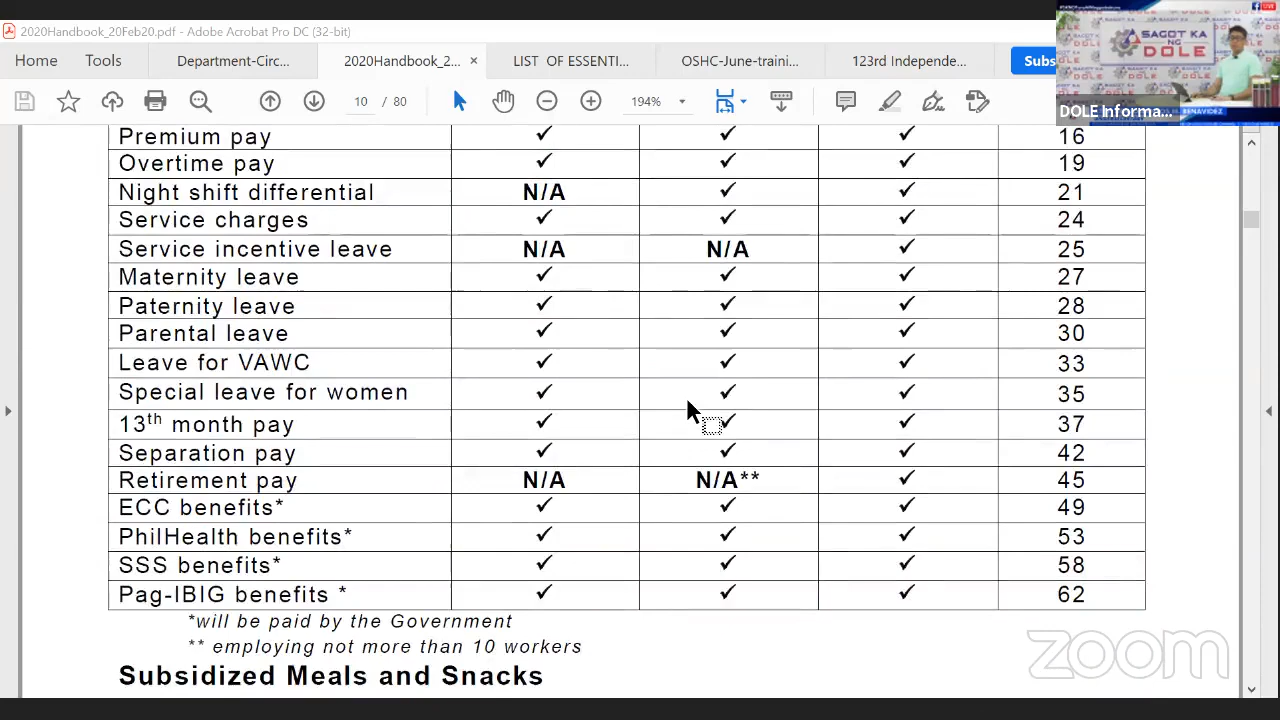 2020Handbook_20Feb20.pdf - Adobe Acrobat Pro DC (32-bit)
Home Tools Department-Circ... 2020Handbook_2... LIST OF ESSENTI... OSHC-June-traini... 123rd Independe... Subs
/ 80 194%
SAGOT KA
NG
DOLE
LIVE
DOLE Informa...
Premium pay ✓ ✓ ✓ 16
Overtime pay ✓ ✓ ✓ 19
Night shift differential N/A ✓ ✓ 21
Service charges ✓ ✓ ✓ 24
Service incentive leave N/A N/A ✓ 25
Maternity leave ✓ ✓ ✓ 27
Paternity leave ✓ ✓ ✓ 28
Parental leave ✓ ✓ ✓ 30
Leave for VAWC ✓ ✓ ✓ 33
Special leave for women ✓ ✓ ✓ 35
13th month pay ✓ ✓ ✓ 37
Separation pay ✓ ✓ ✓ 42
Retirement pay N/A N/A** ✓ 45
ECC benefits* ✓ ✓ ✓ 49
PhilHealth benefits* ✓ ✓ ✓ 53
SSS benefits* ✓ ✓ ✓ 58
Pag-IBIG benefits * ✓ ✓ ✓ 62
*will be paid by the Government
** employing not more than 10 workers
Subsidized Meals and Snacks
zoom